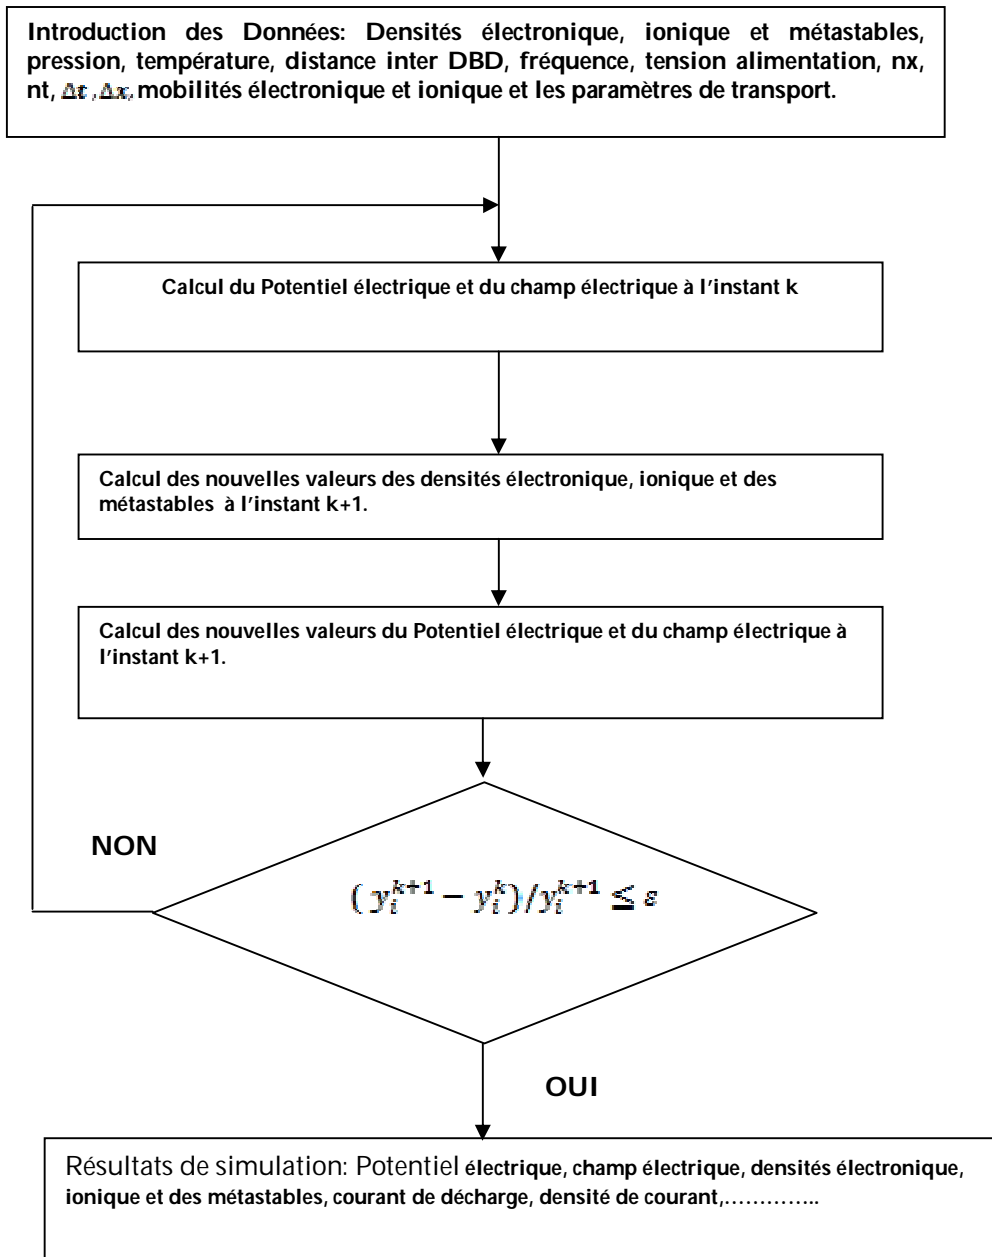 Introduction des Données: Densités électronique, ionique et métastables,
pression, température, distance inter DBD, fréquence, tension alimentation, nx,
nt, Δt ,Δx, mobilités électronique et ionique et les paramètres de transport.
Calcul du Potentiel électrique et du champ électrique à l'instant k
Calcul des nouvelles valeurs des densités électronique, ionique et des
métastables à l'instant k+1.
Calcul des nouvelles valeurs du Potentiel électrique et du champ électrique à
l'instant k+1.
NON
( y_i^{k+1} − y_i^k)/y_i^{k+1} ≤ ε
OUI
Résultats de simulation: Potentiel électrique, champ électrique, densités électronique,
ionique et des métastables, courant de décharge, densité de courant,…………..